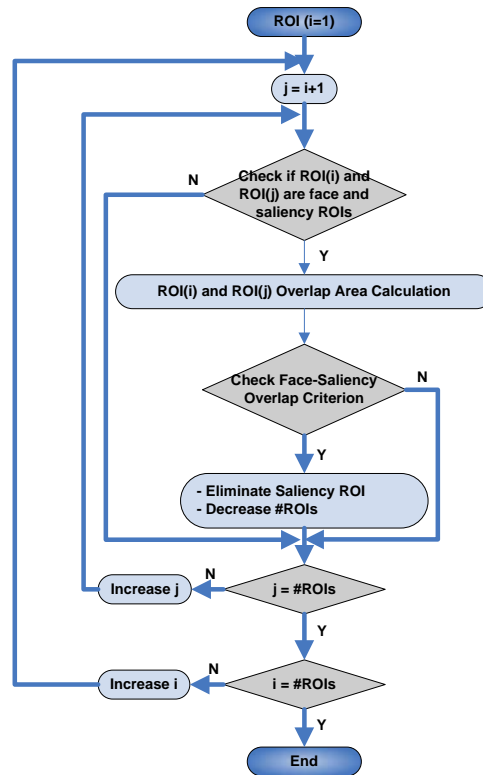 ROI (i=1)
j = i+1
N
Check if ROI(i) and
ROI(j) are face and
saliency ROIs
Y
ROI(i) and ROI(j) Overlap Area Calculation
Check Face-Saliency
Overlap Criterion
N
Y
- Eliminate Saliency ROI
- Decrease #ROIs
Increase j
N
j = #ROIs
Y
Increase i
N
i = #ROIs
Y
End